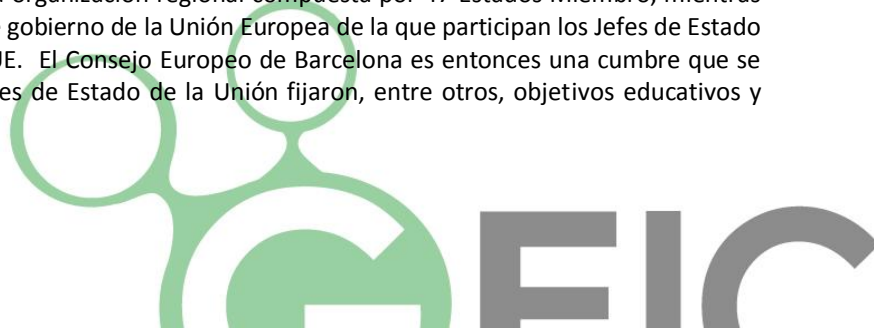 organización regional compuesta por 47 Estados Miembro, mientras
gobierno de la Unión Europea de la que participan los Jefes de Estado
UE. El Consejo Europeo de Barcelona es entonces una cumbre que se
es de Estado de la Unión fijaron, entre otros, objetivos educativos y
GEIC